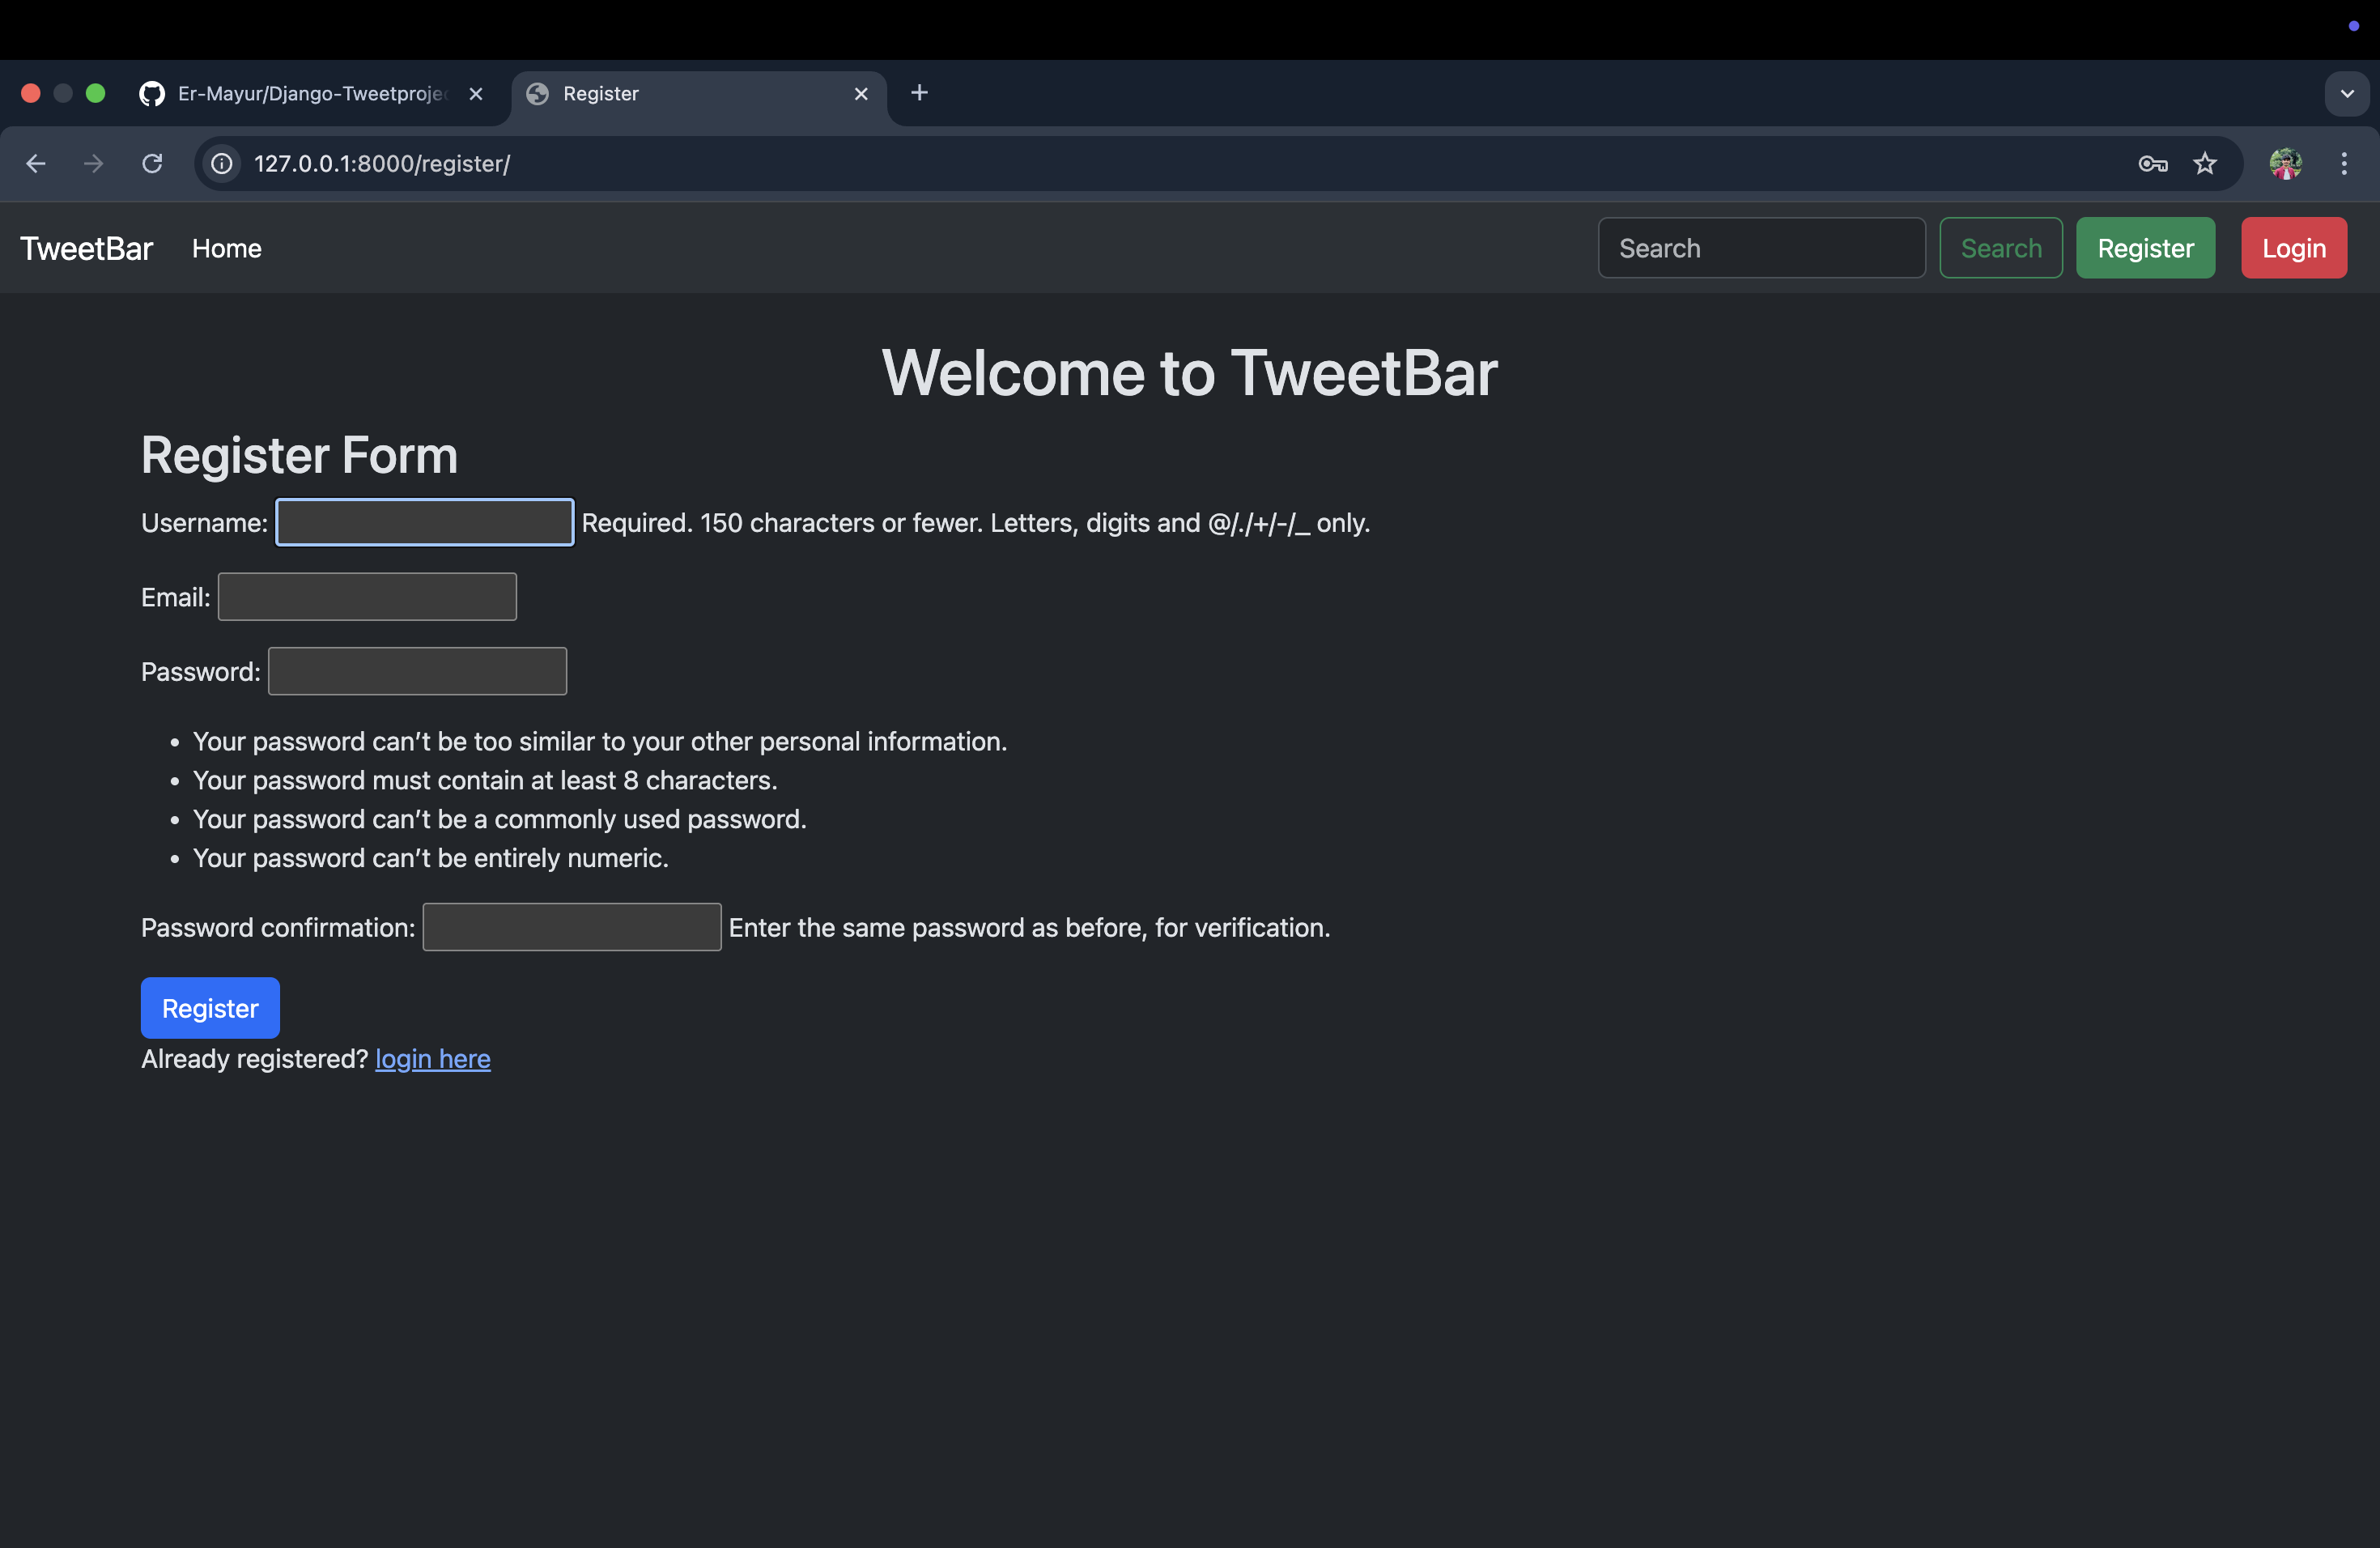 Er-Mayur/Django-Tweetproje
Register
127.0.0.1:8000/register/
TweetBar Home Search Search Register Login
Welcome to TweetBar
Register Form
Username: Required. 150 characters or fewer. Letters, digits and @/./+/-/_ only.
Email:
Password:
• Your password can’t be too similar to your other personal information.
• Your password must contain at least 8 characters.
• Your password can’t be a commonly used password.
• Your password can’t be entirely numeric.
Password confirmation: Enter the same password as before, for verification.
Register
Already registered? login here